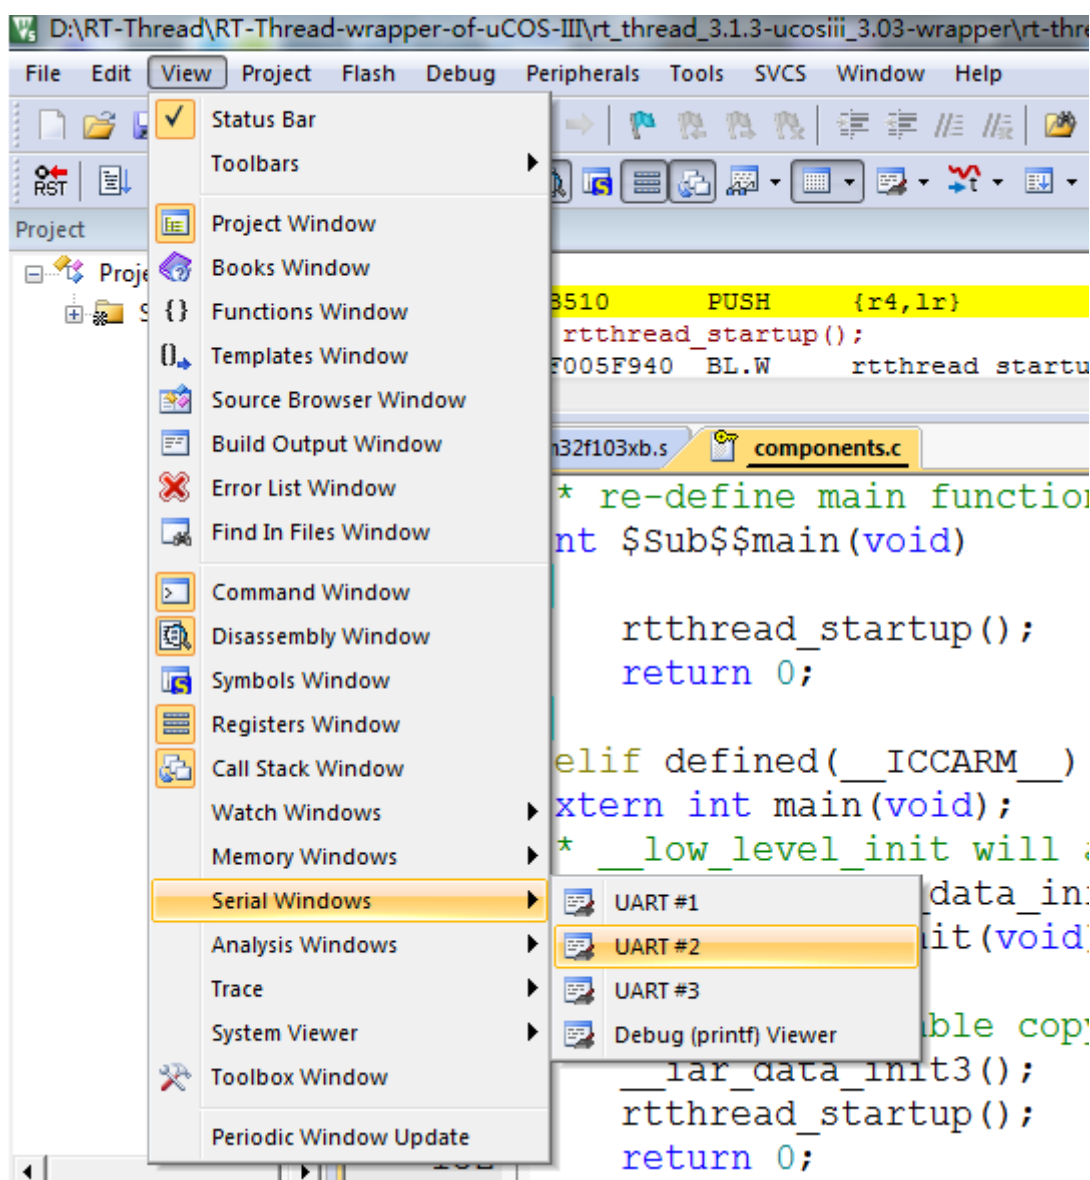 D:\RT-Thread\RT-Thread-wrapper-of-uCOS-III\rt_thread_3.1.3-ucosiii_3.03-wrapper\rt-thre
File Edit View Project Flash Debug Peripherals Tools SVCS Window Help
Status Bar
Toolbars
RST
Project
Project Window
Proje
Books Window
Functions Window
Templates Window
Source Browser Window
Build Output Window
Error List Window
Find In Files Window
Command Window
Disassembly Window
Symbols Window
Registers Window
Call Stack Window
Watch Windows
Memory Windows
Serial Windows
Analysis Windows
Trace
System Viewer
Toolbox Window
Periodic Window Update
UART #1
UART #2
UART #3
Debug (printf) Viewer
B510 PUSH {r4,lr}
rtthread_startup();
F005F940 BL.W rtthread_startu
m32f103xb.s components.c
* re-define main function
nt $Sub$$main(void)
rtthread_startup();
return 0;
elif defined(__ICCARM__)
xtern int main(void);
* __low_level_init will a
data_ini
it(void)
ble copy
__iar_data_init3();
rtthread_startup();
return 0;